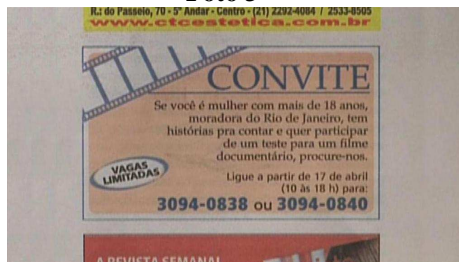 R.: do Passeio, 70 - 5º Andar - Centro - (21) 2292-4084 / 2533-8505
www.ctcestetica.com.br
CONVITE
Se você é mulher com mais de 18 anos,
moradora do Rio de Janeiro, tem
histórias pra contar e quer participar
de um teste para um filme
documentário, procure-nos.
VAGAS
LIMITADAS
Ligue a partir de 17 de abril
(10 às 18 h) para:
3094-0838 ou 3094-0840
A REVISTA SEMANAL